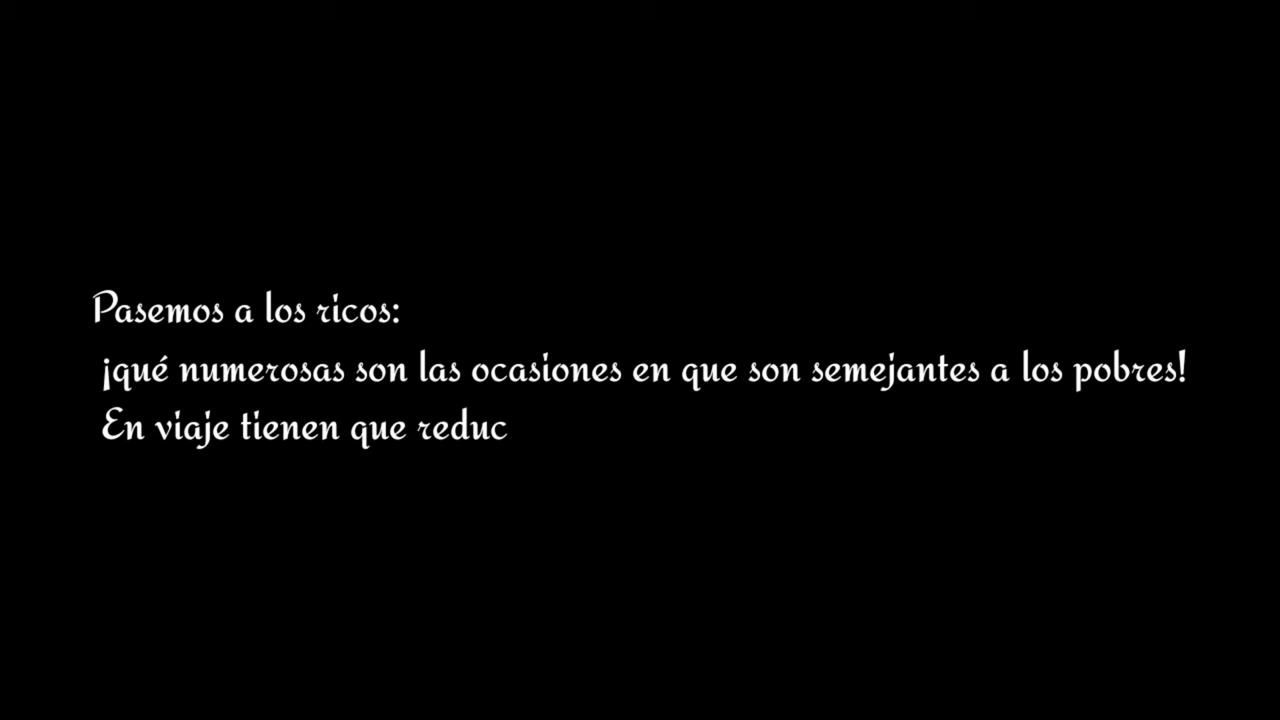 Pasemos a los ricos:
¡qué numerosas son las ocasiones en que son semejantes a los pobres!
En viaje tienen que reduc